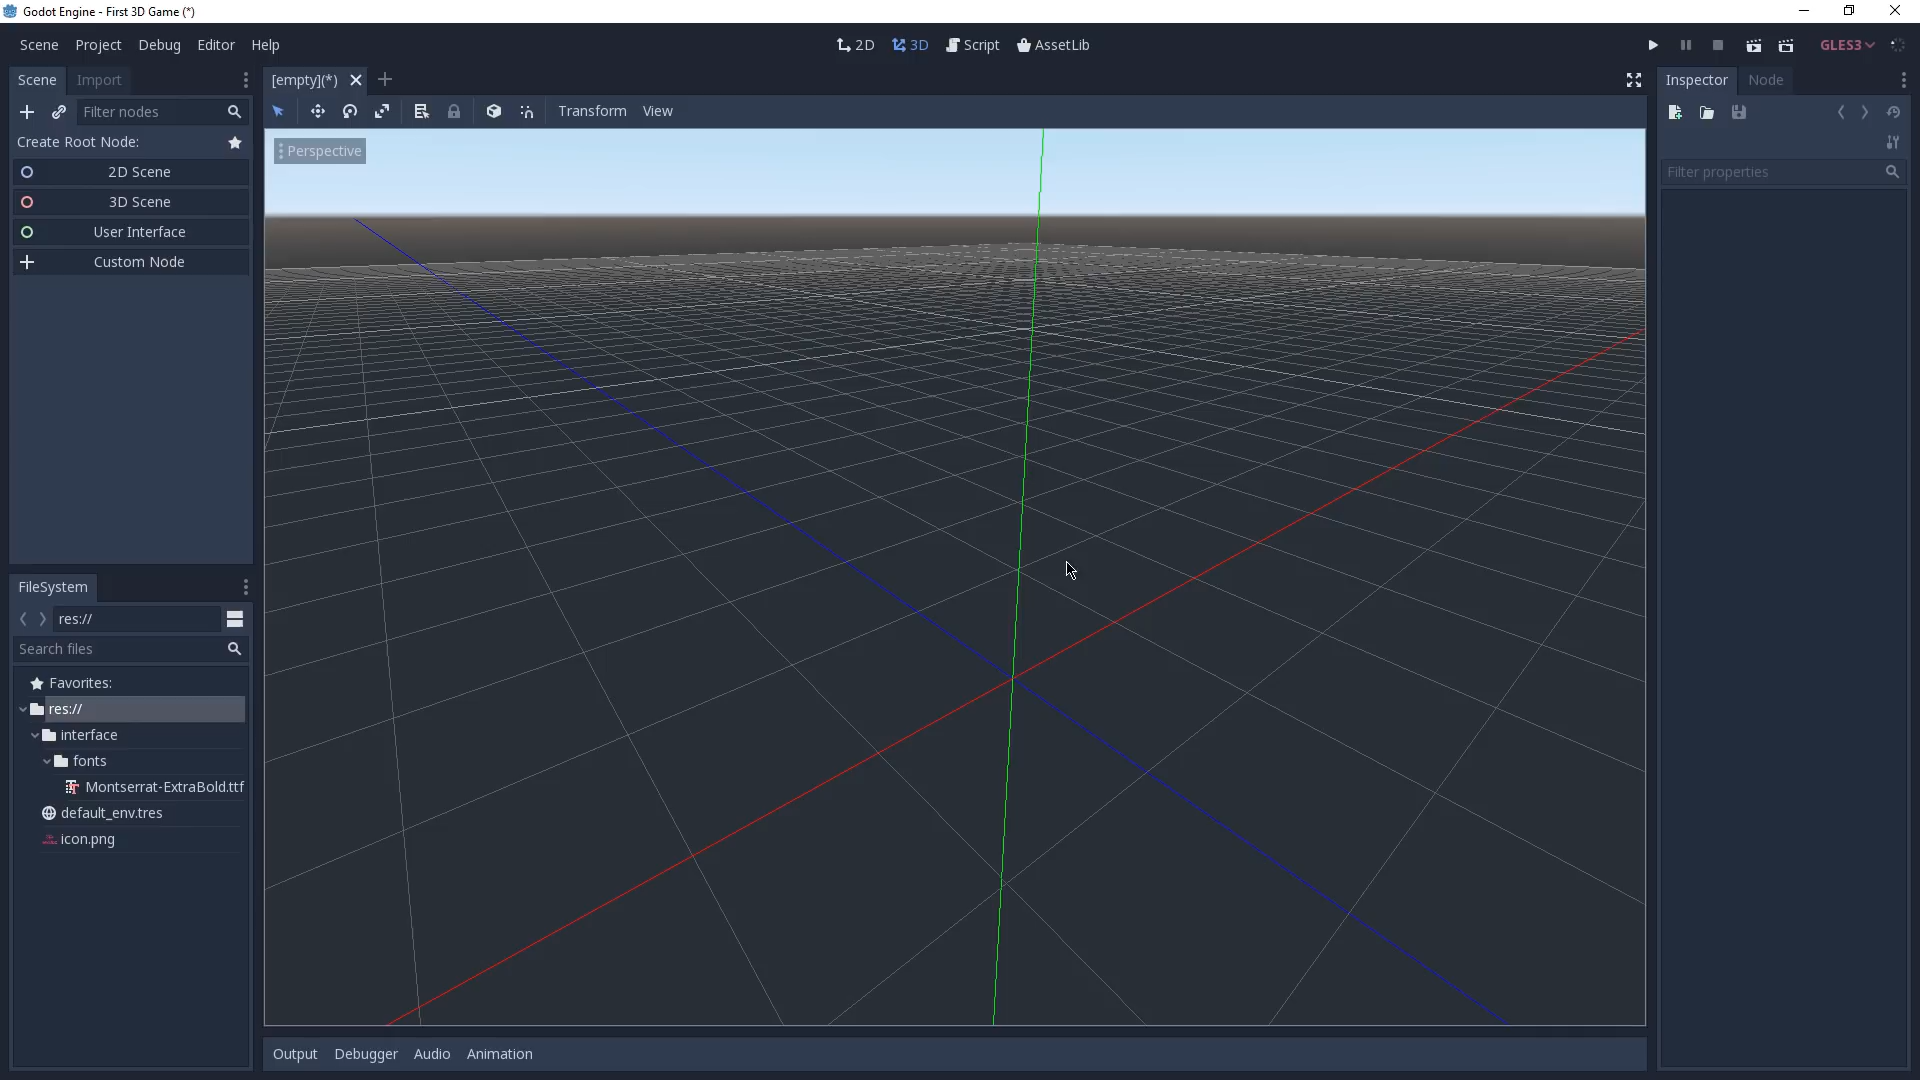 Godot Engine - First 3D Game (*)
Scene Project Debug Editor Help
2D 3D Script AssetLib
GLES3
Scene Import
[empty](*)
Inspector Node
Filter nodes
Transform View
Create Root Node:
Perspective
2D Scene
3D Scene
User Interface
Custom Node
Filter properties
FileSystem
res://
Search files
Favorites:
res://
interface
fonts
Montserrat-ExtraBold.ttf
default_env.tres
icon.png
Output Debugger Audio Animation